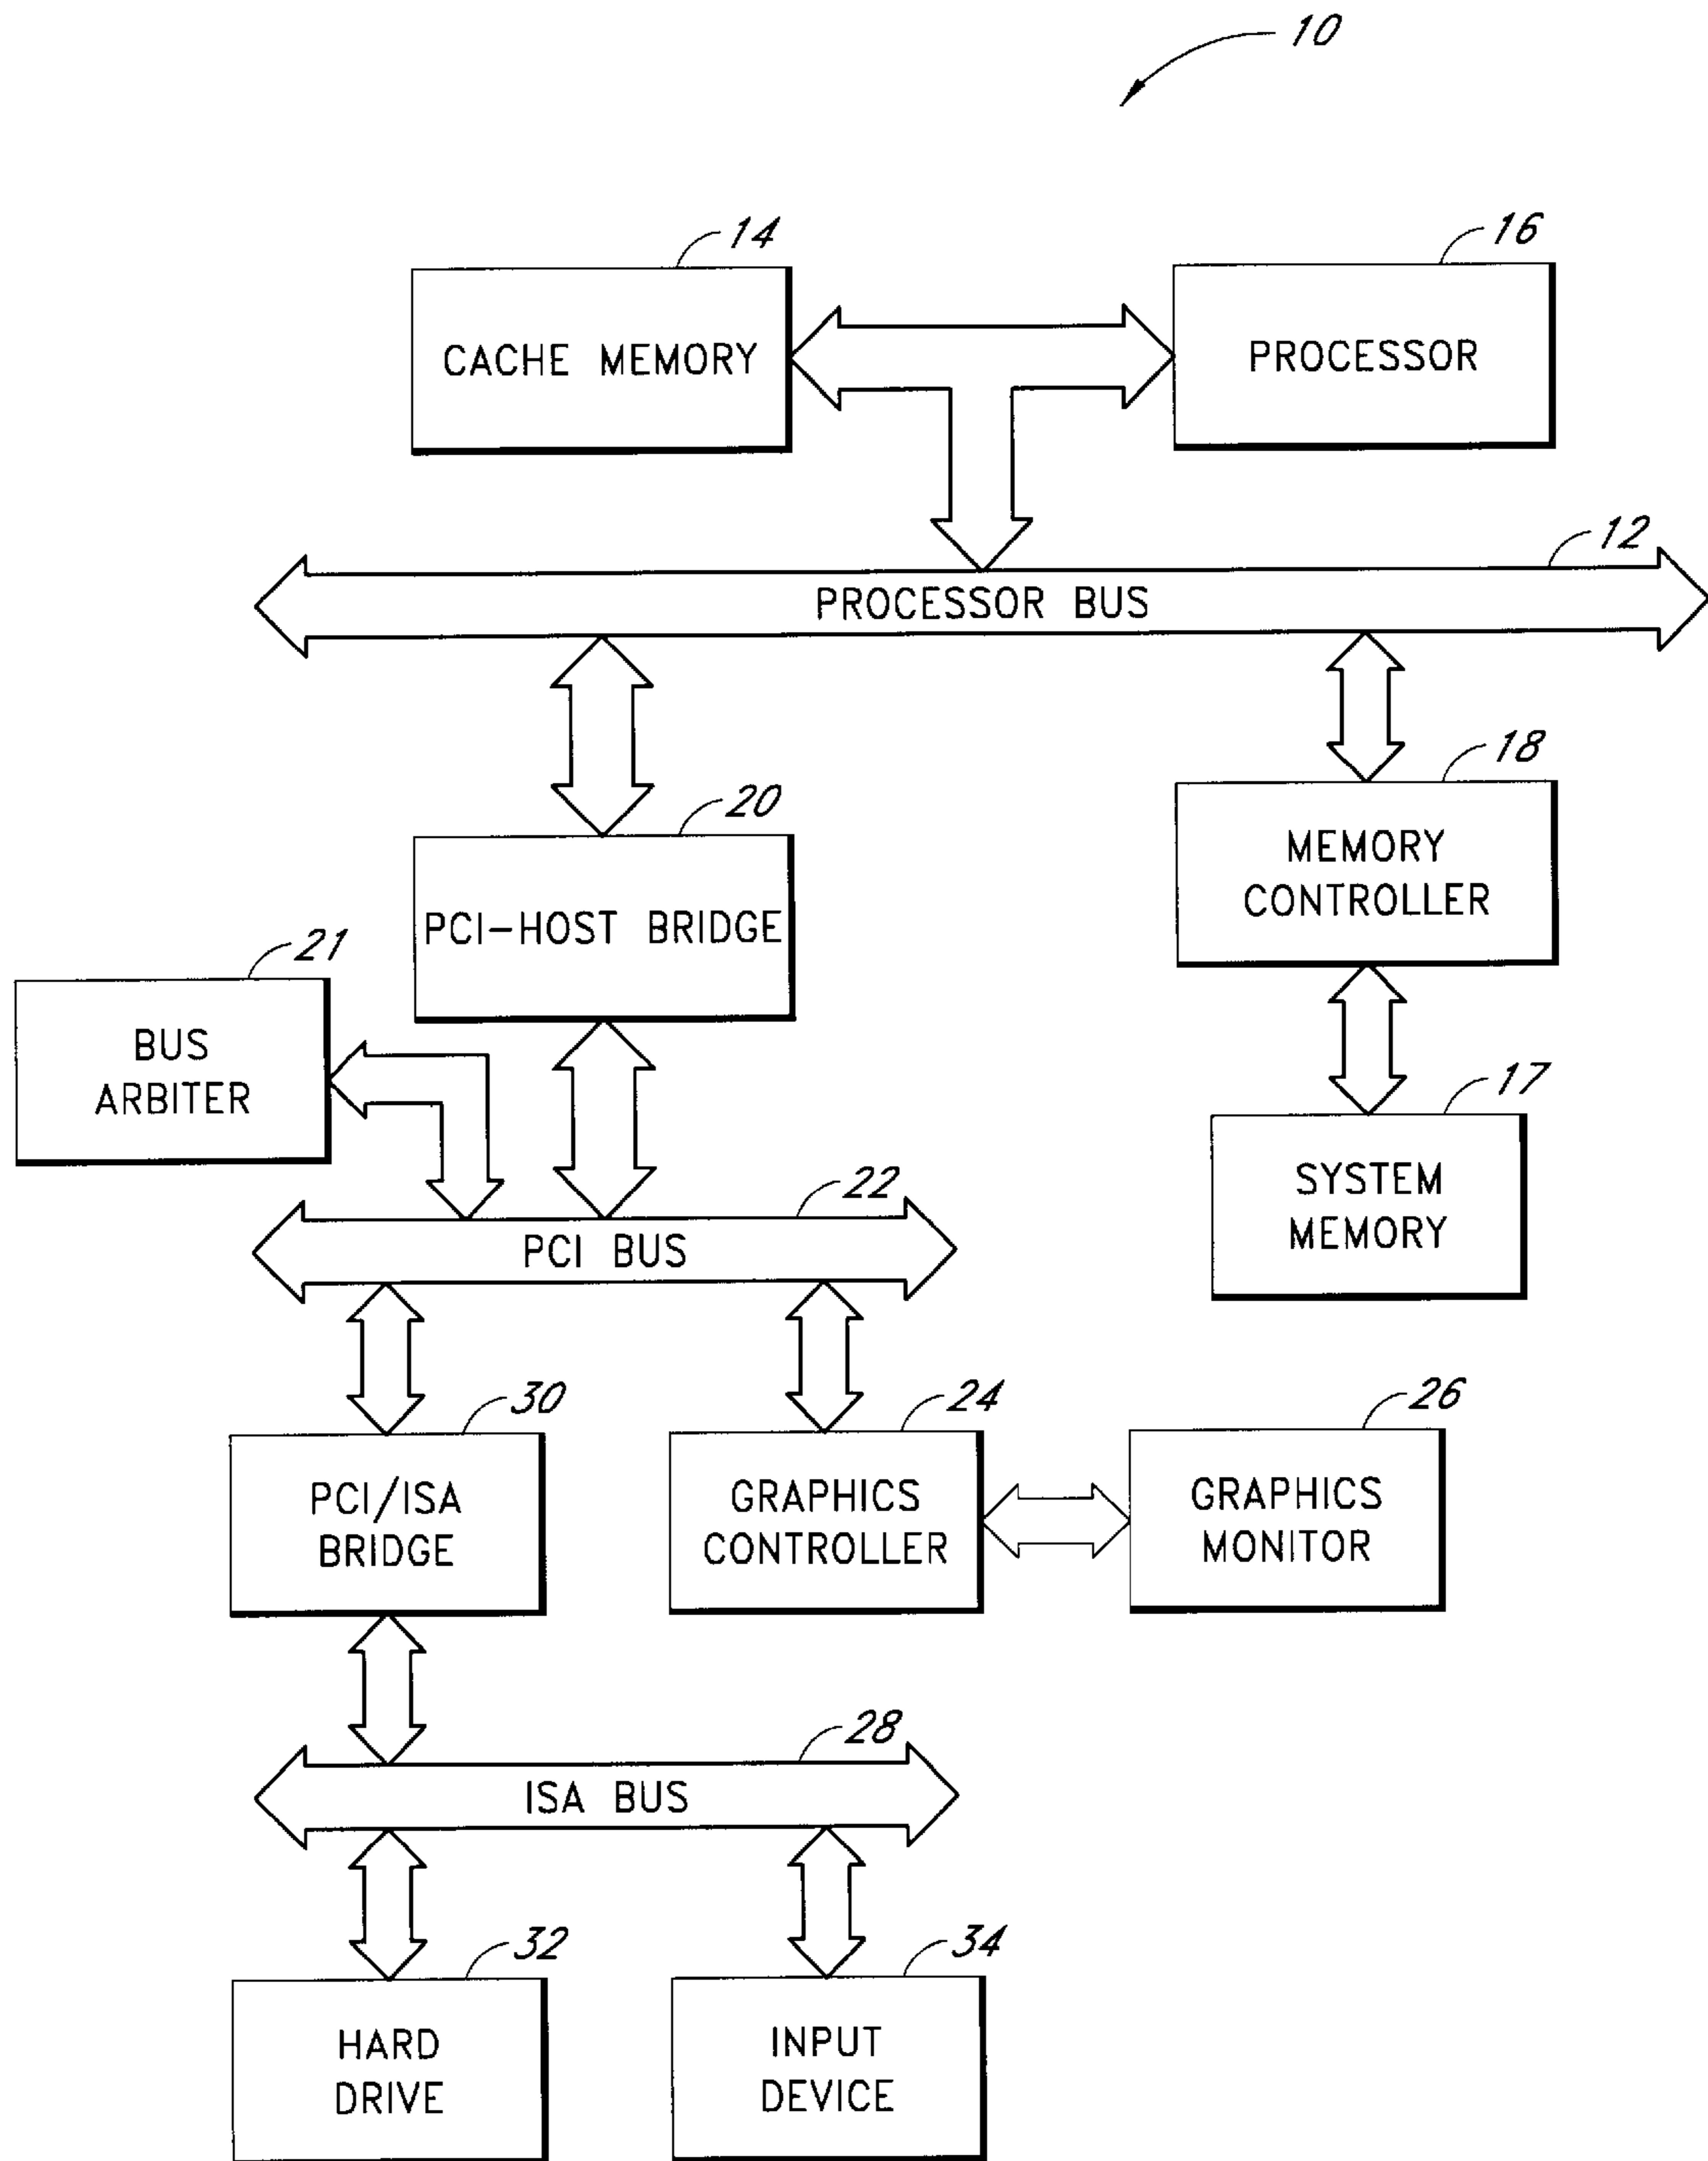 10
14
16
CACHE MEMORY
PROCESSOR
12
PROCESSOR BUS
18
20
MEMORY
CONTROLLER
PCI-HOST BRIDGE
21
BUS
ARBITER
17
SYSTEM
MEMORY
22
PCI BUS
30
24
26
PCI/ISA
BRIDGE
GRAPHICS
CONTROLLER
GRAPHICS
MONITOR
28
ISA BUS
32
34
HARD
DRIVE
INPUT
DEVICE